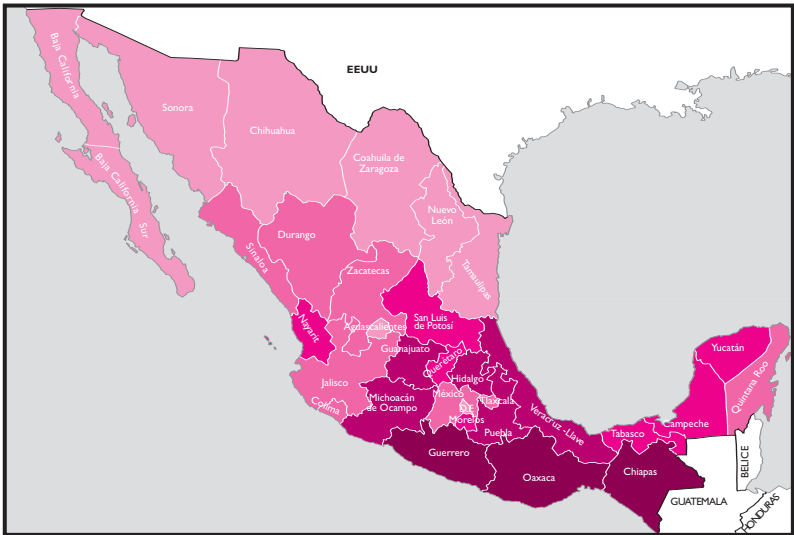 EEUU
Baja California
Sonora
Chihuahua
Coahuila de
Zaragoza
Baja California Sur
Nuevo
León
Durango
Sinaloa
Tamaulipas
Zacatecas
Nayarit
San Luis
de Potosí
Aguascalientes
Guanajuato
Querétaro
Hidalgo
Yucatán
Quintana Roo
Jalisco
Colima
Michoacán
de Ocampo
México
D.F.
Tlaxcala
Morelos
Puebla
Veracruz -Llave
Tabasco
Campeche
Guerrero
Oaxaca
Chiapas
BELICE
GUATEMALA
HONDURAS